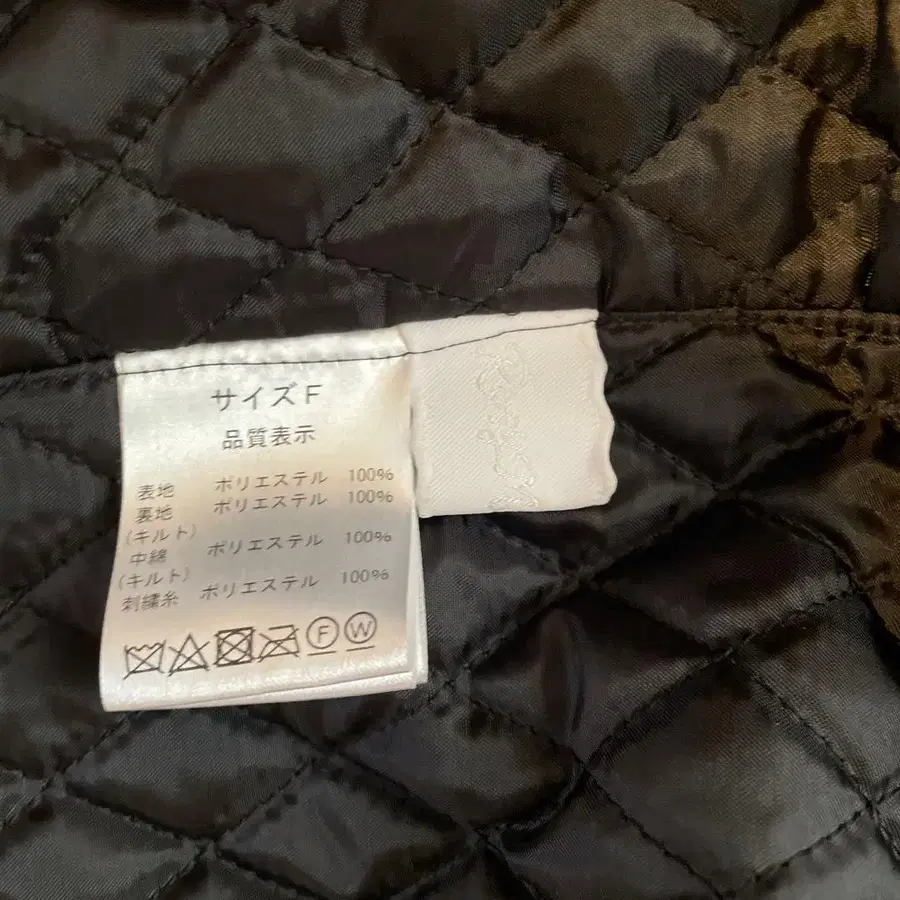 サイズ F
品質表示
表地 ポリエステル 100%
裏地 ポリエステル 100%
(キルト)
中綿 ポリエステル 100%
(キルト)
刺繍糸 ポリエステル 100%
F W